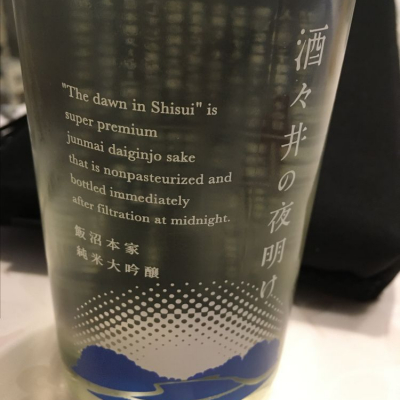 酒々井の夜明け
"The dawn in Shisui" is
super premium
junmai daiginjo sake
that is nonpasteurized and
bottled immediately
after filtration at midnight.
飯沼本家
純米大吟醸